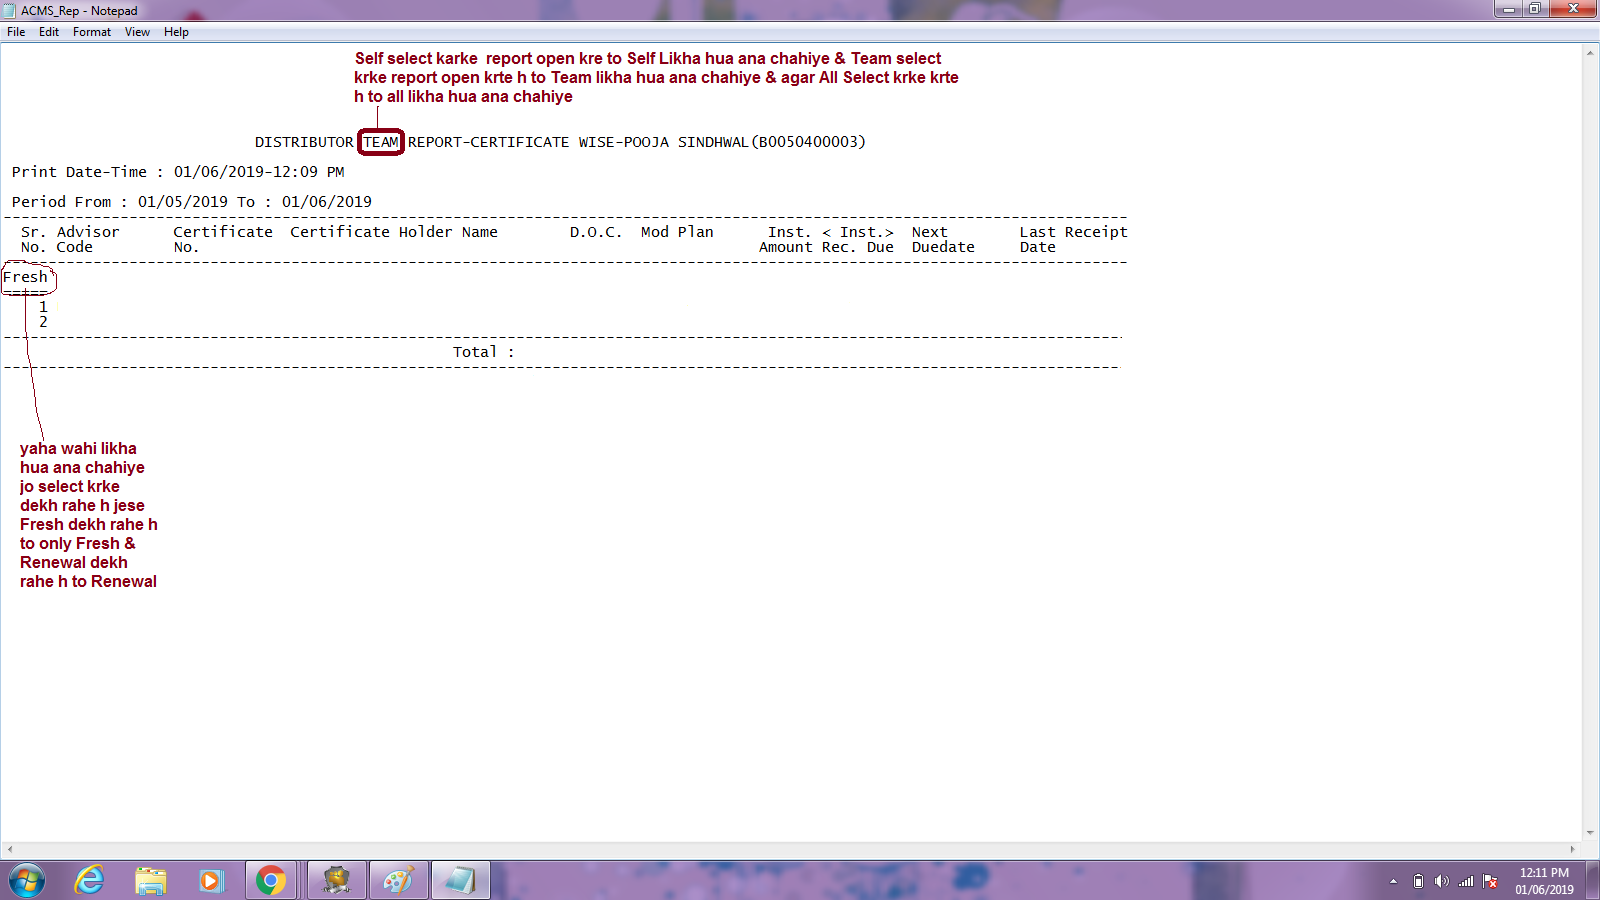 ACMS_Rep - Notepad
File Edit Format View Help
Self select karke  report open kre to Self Likha hua ana chahiye & Team select
krke report open krte h to Team likha hua ana chahiye & agar All Select krke krte
h to all likha hua ana chahiye
DISTRIBUTOR TEAM REPORT-CERTIFICATE WISE-POOJA SINDHWAL(B0050400003)
Print Date-Time : 01/06/2019-12:09 PM
Period From : 01/05/2019 To : 01/06/2019
Sr. Advisor Certificate Certificate Holder Name D.O.C. Mod Plan Inst. < Inst.> Next Last Receipt
No. Code No. Amount Rec. Due Duedate Date
Fresh
=====
1
2
Total :
yaha wahi likha
hua ana chahiye
jo select krke
dekh rahe h jese
Fresh dekh rahe h
to only Fresh &
Renewal dekh
rahe h to Renewal
12:11 PM
01/06/2019